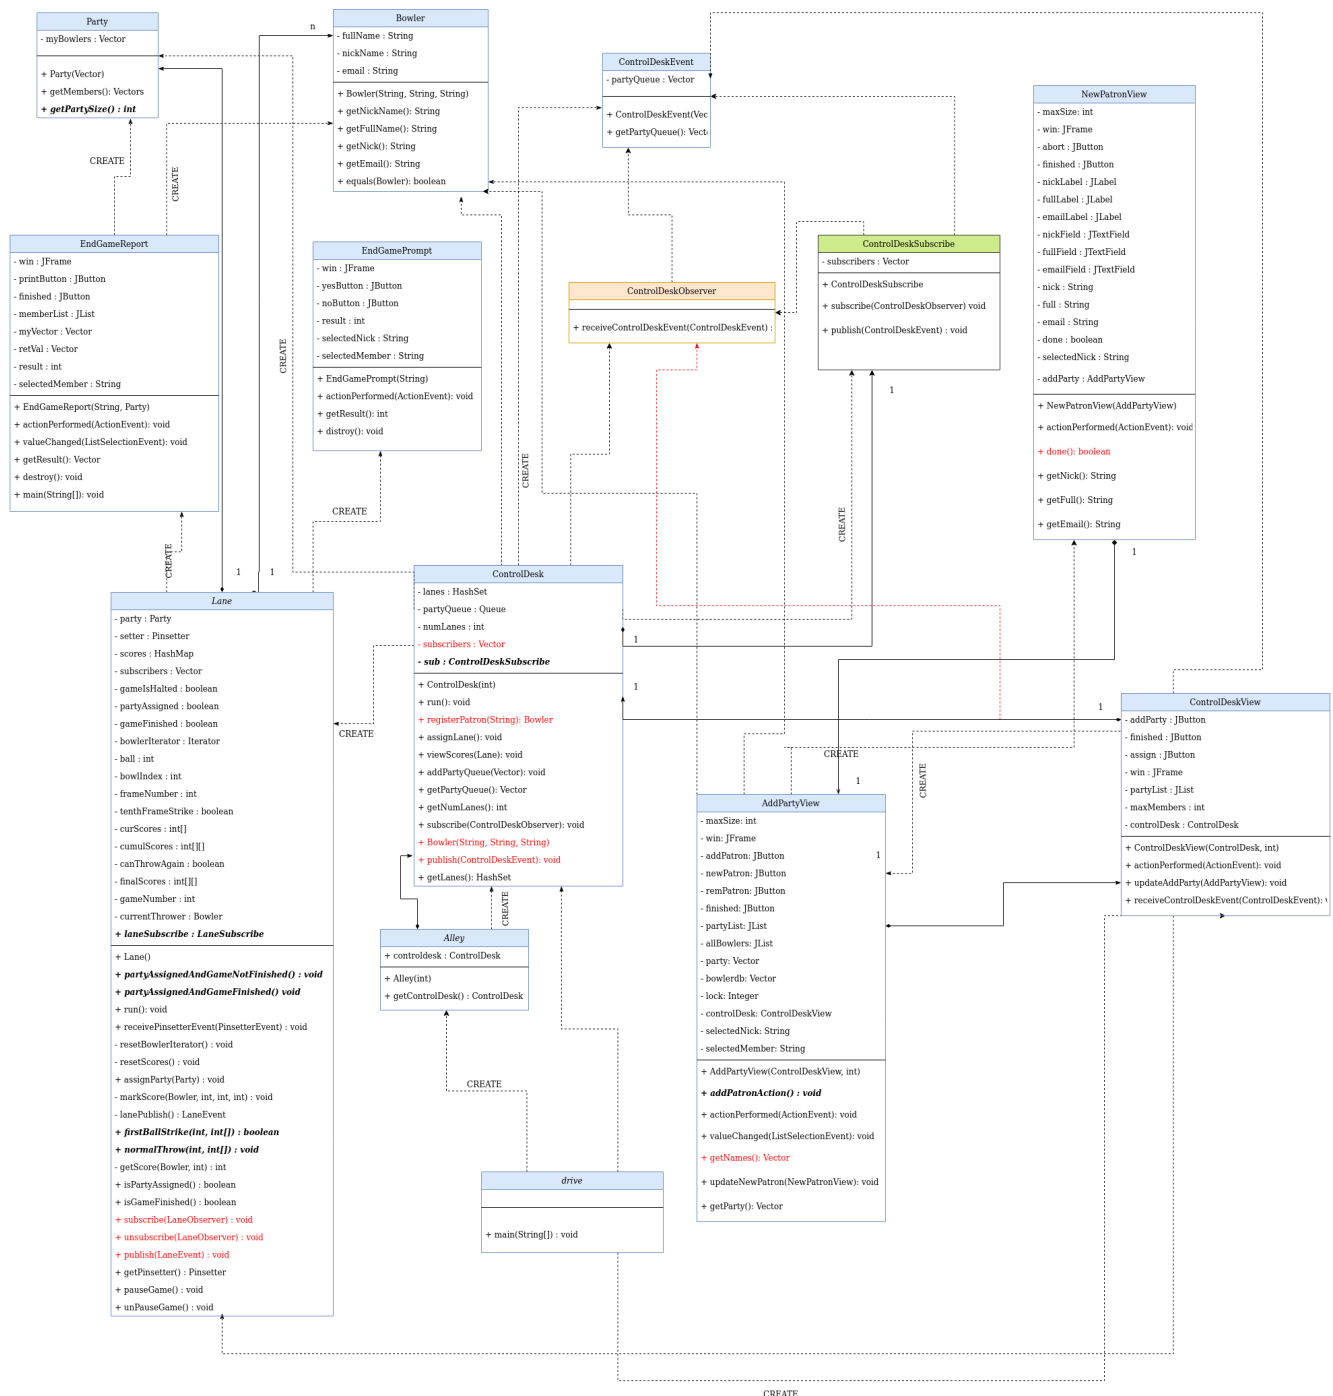 Party
- myBowlers : Vector
+ Party(Vector)
+ getMembers(): Vectors
+ getPartySize() : int
Bowler
- fullName : String
- nickName : String
- email : String
+ Bowler(String, String, String)
+ getNickName(): String
+ getFullName(): String
+ getNick(): String
+ getEmail(): String
+ equals(Bowler): boolean
n
ControlDeskEvent
- partyQueue : Vector
+ ControlDeskEvent(Vec
+ getPartyQueue(): Vect
NewPatronView
- maxSize: int
- win: JFrame
- abort : JButton
- finished : JButton
- nickLabel : JLabel
- fullLabel : JLabel
- emailLabel : JLabel
- nickField : JTextField
- fullField : JTextField
- emailField : JTextField
- nick : String
- full : String
- email : String
- done : boolean
- selectedNick : String
- addParty : AddPartyView
+ NewPatronView(AddPartyView)
+ actionPerformed(ActionEvent): void
+ done(): boolean
+ getNick(): String
+ getFull(): String
+ getEmail(): String
CREATE
CREATE
EndGameReport
- win : JFrame
- printButton : JButton
- finished : JButton
- memberList : JList
- myVector : Vector
- retVal : Vector
- result : int
- selectedMember : String
+ EndGameReport(String, Party)
+ actionPerformed(ActionEvent): void
+ valueChanged(ListSelectionEvent): void
+ getResult(): Vector
+ destroy(): void
+ main(String[]): void
EndGamePrompt
- win : JFrame
- yesButton : JButton
- noButton : JButton
- result : int
- selectedNick : String
- selectedMember : String
+ EndGamePrompt(String)
+ actionPerformed(ActionEvent): void
+ getResult(): int
+ distroy(): void
ControlDeskObserver
+ receiveControlDeskEvent(ControlDeskEvent) :
ControlDeskSubscribe
- subscribers : Vector
+ ControlDeskSubscribe
+ subscribe(ControlDeskObserver) void
+ publish(ControlDeskEvent) : void
CREATE
1
CREATE
CREATE
CREATE
CREATE
1
1
1
Lane
- party : Party
- setter : Pinsetter
- scores : HashMap
- subscribers : Vector
- gameIsHalted : boolean
- partyAssigned : boolean
- gameFinished : boolean
- bowlerIterator : Iterator
- ball : int
- bowlIndex : int
- frameNumber : int
- tenthFrameStrike : boolean
- curScores : int[]
- cumulScores : int[][]
- canThrowAgain : boolean
- finalScores : int[][]
- gameNumber : int
- currentThrower : Bowler
+ laneSubscribe : LaneSubscribe
+ Lane()
+ partyAssignedAndGameNotFinished() : void
+ partyAssignedAndGameFinished() void
+ run(): void
+ receivePinsetterEvent(PinsetterEvent) : void
- resetBowlerIterator() : void
- resetScores() : void
+ assignParty(Party) : void
- markScore(Bowler, int, int, int) : void
- lanePublish() : LaneEvent
+ firstBallStrike(int, int[]) : boolean
+ normalThrow(int, int[]) : void
- getScore(Bowler, int) : int
+ isPartyAssigned() : boolean
+ isGameFinished() : boolean
+ subscribe(LaneObserver) : void
+ unsubscribe(LaneObserver) : void
+ publish(LaneEvent) : void
+ getPinsetter() : Pinsetter
+ pauseGame() : void
+ unPauseGame() : void
ControlDesk
- lanes : HashSet
- partyQueue : Queue
- numLanes : int
- subscribers : Vector
- sub : ControlDeskSubscribe
+ ControlDesk(int)
+ run(): void
+ registerPatron(String): Bowler
+ assignLane(): void
+ viewScores(Lane): void
+ addPartyQueue(Vector): void
+ getPartyQueue(): Vector
+ getNumLanes(): int
+ subscribe(ControlDeskObserver): void
+ Bowler(String, String, String)
+ publish(ControlDeskEvent): void
+ getLanes(): HashSet
1
1
1
CREATE
CREATE
CREATE
1
ControlDeskView
- addParty : JButton
- finished : JButton
- assign : JButton
- win : JFrame
- partyList : JList
- maxMembers : int
- controlDesk : ControlDesk
+ ControlDeskView(ControlDesk, int)
+ actionPerformed(ActionEvent): void
+ updateAddParty(AddPartyView): void
+ receiveControlDeskEvent(ControlDeskEvent):
AddPartyView
- maxSize: int
- win: JFrame
- addPatron: JButton
- newPatron: JButton
- remPatron: JButton
- finished: JButton
- partyList: JList
- allBowlers: JList
- party: Vector
- bowlerdb: Vector
- lock: Integer
- controlDesk: ControlDeskView
- selectedNick: String
- selectedMember: String
+ AddPartyView(ControlDeskView, int)
+ addPatronAction() : void
+ actionPerformed(ActionEvent): void
+ valueChanged(ListSelectionEvent): void
+ getNames(): Vector
+ updateNewPatron(NewPatronView): void
+ getParty(): Vector
1
CREATE
Alley
+ controldesk : ControlDesk
+ Alley(int)
+ getControlDesk() : ControlDesk
CREATE
drive
+ main(String[]) : void
CREATE